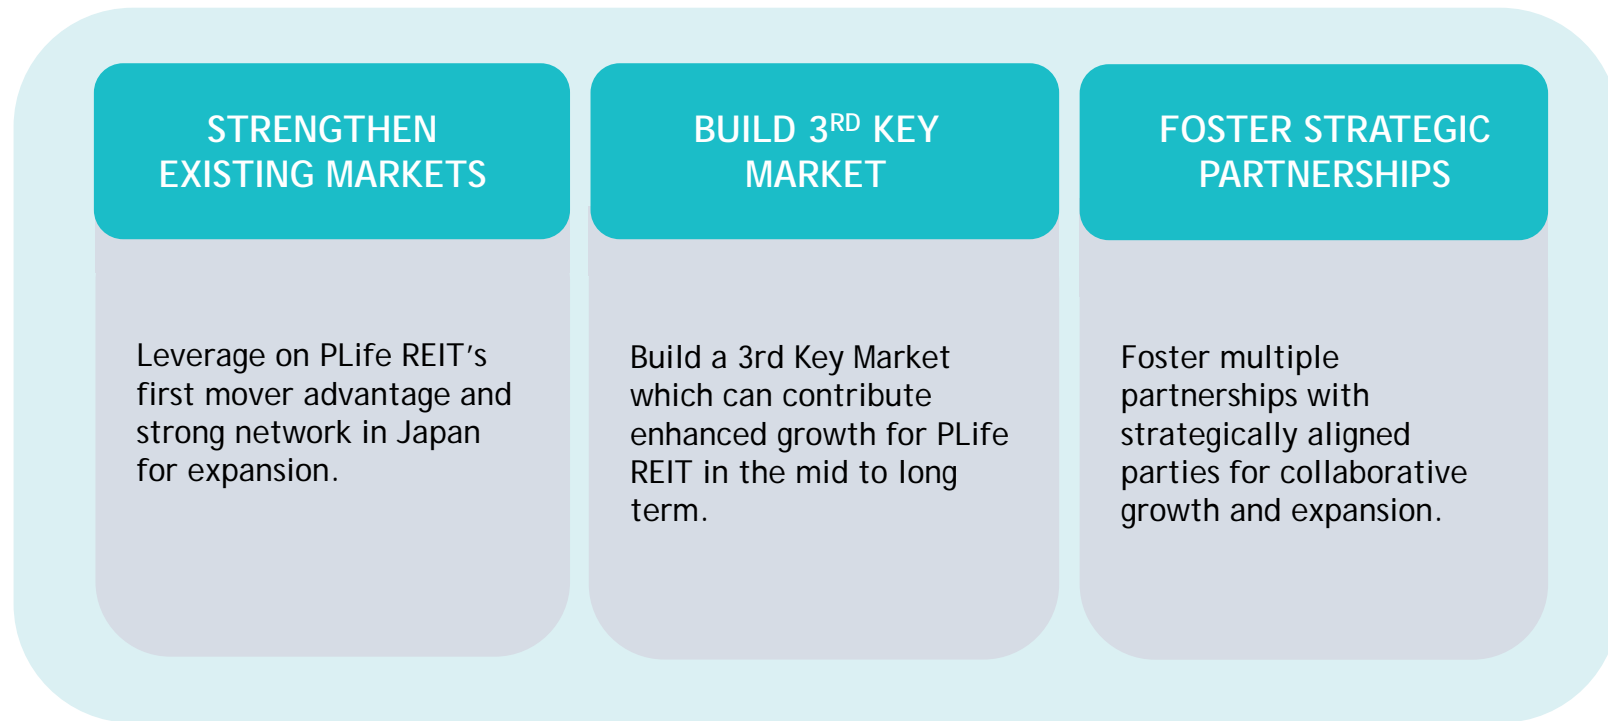 STRENGTHEN
EXISTING MARKETS
Leverage on PLife REIT's
first mover advantage and
strong network in Japan
for expansion.
BUILD 3RD KEY
MARKET
Build a 3rd Key Market
which can contribute
enhanced growth for PLife
REIT in the mid to long
term.
FOSTER STRATEGIC
PARTNERSHIPS
Foster multiple
partnerships with
strategically aligned
parties for collaborative
growth and expansion.